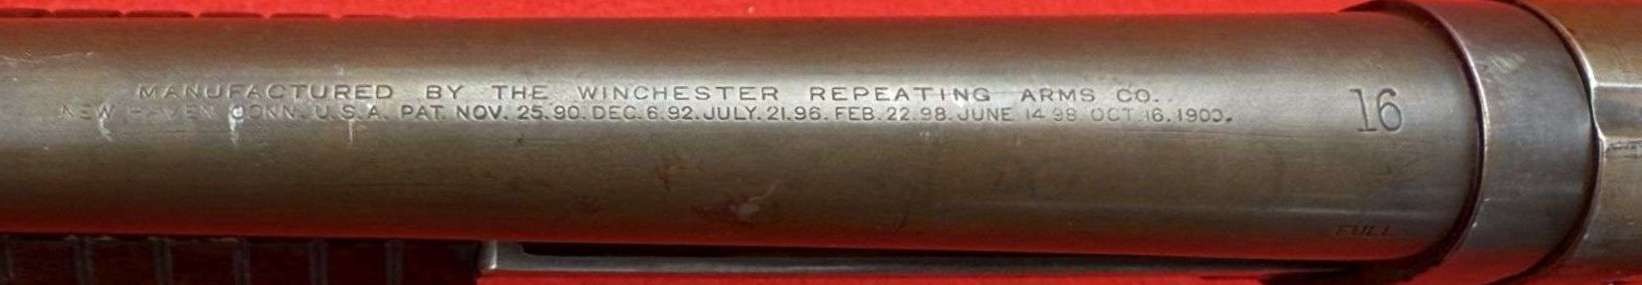 MANUFACTURED BY THE WINCHESTER REPEATING ARMS CO.
NEW HAVEN CONN. U.S.A. PAT. NOV. 25.90. DEC. 6.92. JULY. 21.96. FEB. 22.98. JUNE 14 98 OCT 16.1900.
16
FULL